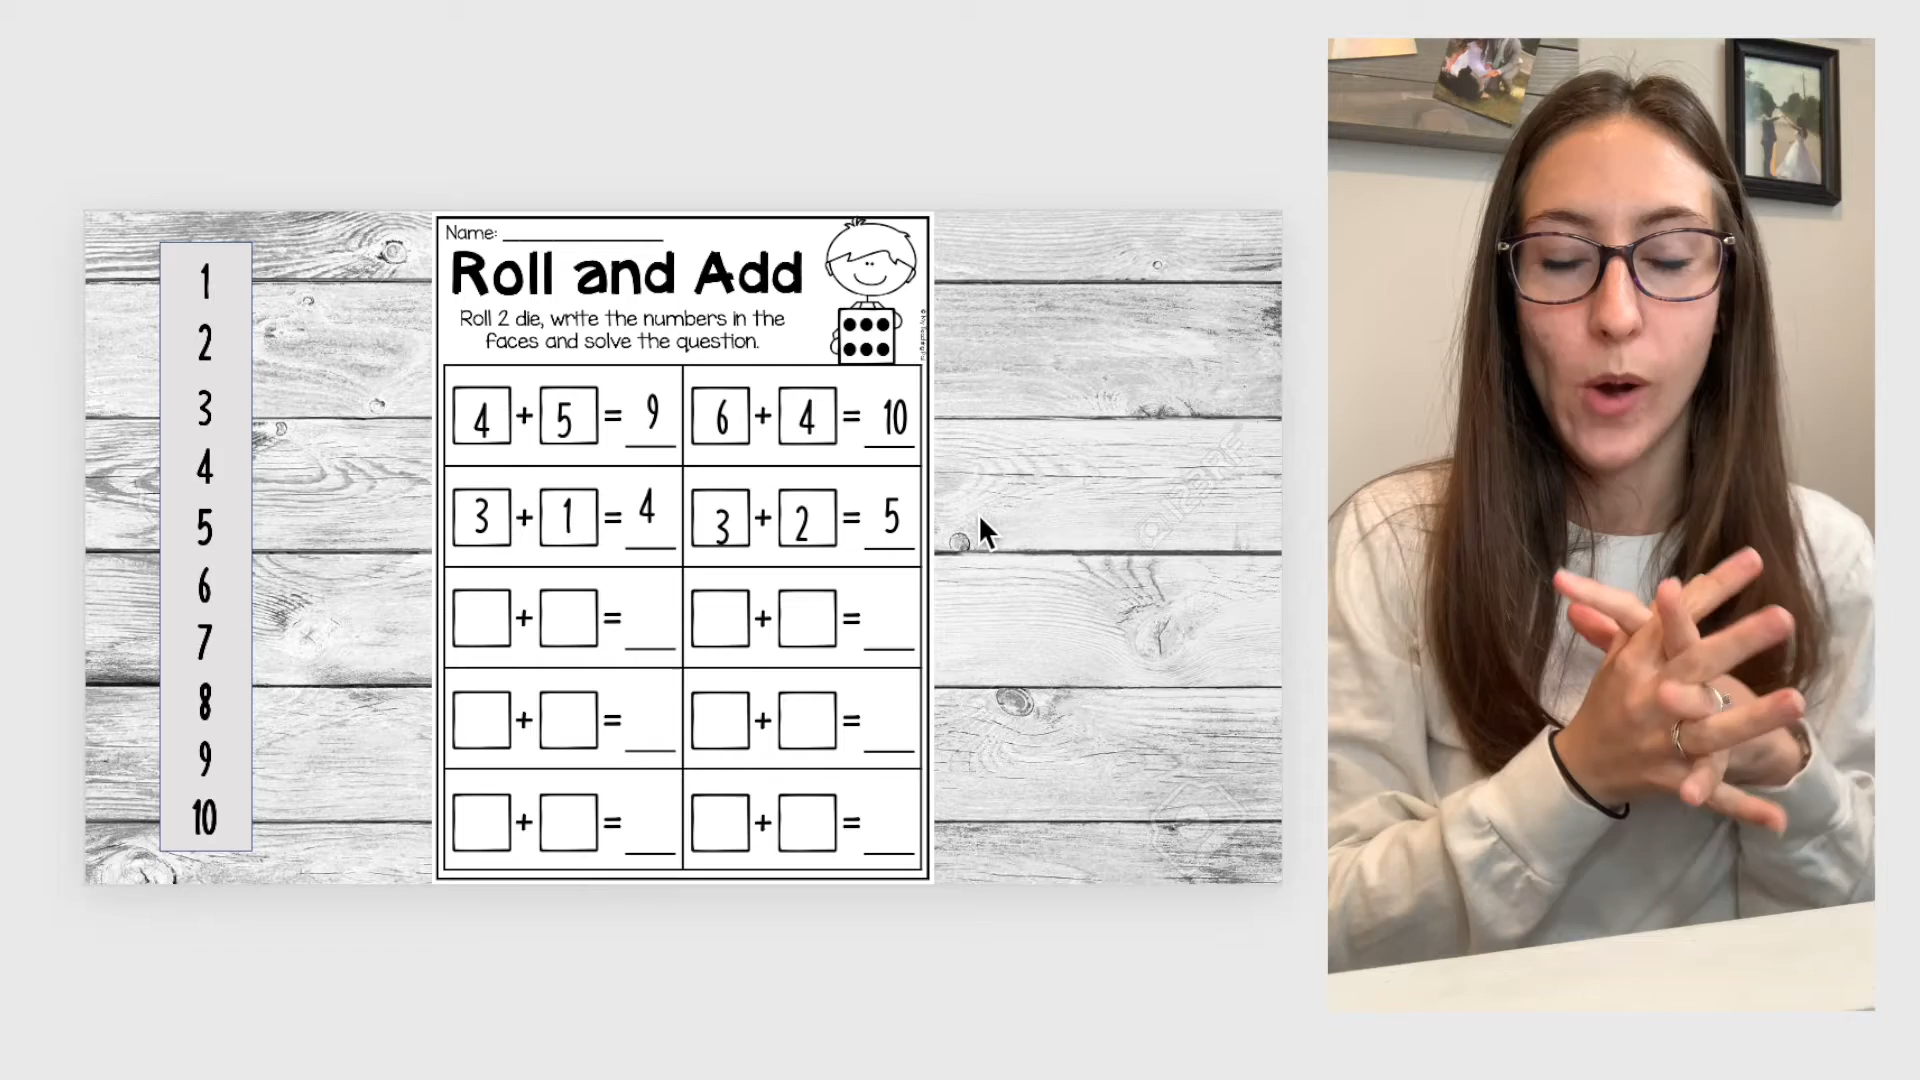 1
2
3
4
5
6
7
8
9
10
Name:
Roll and Add
Roll 2 die, write the numbers in the
faces and solve the question.
4 + 5 = 9
6 + 4 = 10
3 + 1 = 4
3 + 2 = 5
+ =
+ =
+ =
+ =
+ =
+ =
123RF